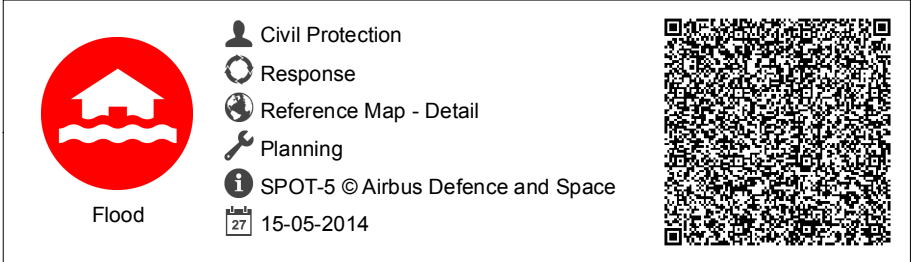 Civil Protection
Response
Reference Map - Detail
Planning
SPOT-5 © Airbus Defence and Space
27 15-05-2014
Flood